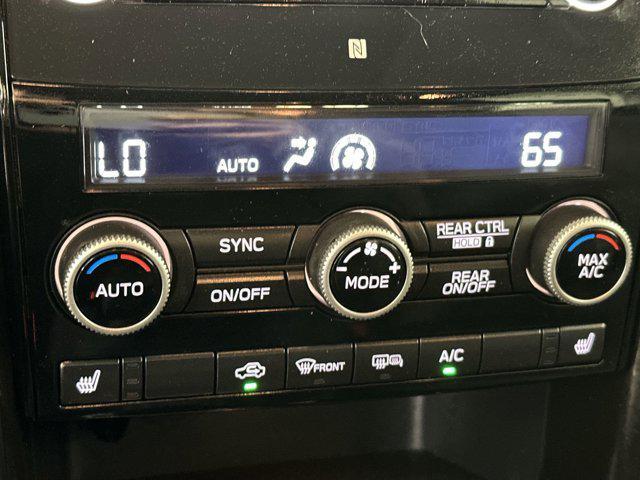 LO AUTO 65
SYNC
REAR CTRL
HOLD
AUTO
MODE
MAX
A/C
ON/OFF
REAR
ON/OFF
FRONT
A/C